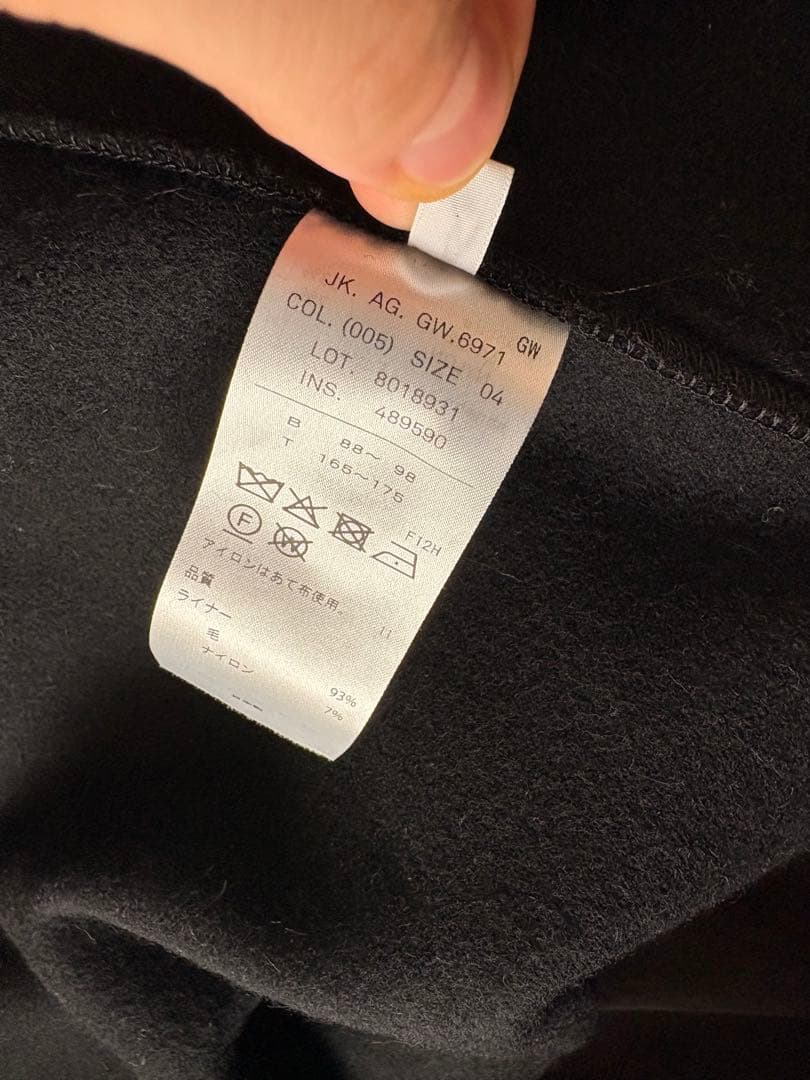 JK. AG. GW.6971 GW
COL. (005) SIZE 04
LOT. 8018931
INS. 489590
B 88～ 98
T 165～175
F12H
F W
アイロンはあて布使用。 11
品質
ライナー
毛 93%
ナイロン 7%